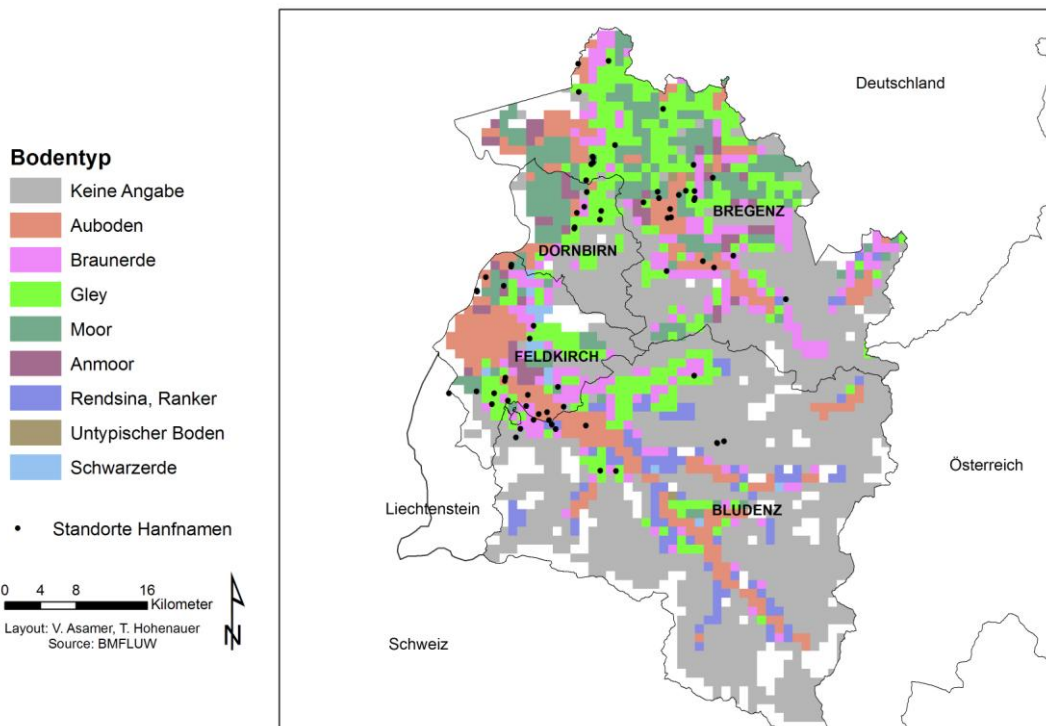 Bodentyp
Keine Angabe
Auboden
Braunerde
Gley
Moor
Anmoor
Rendsina, Ranker
Untypischer Boden
Schwarzerde
Standorte Hanfnamen
0 4 8 16
Kilometer
Layout: V. Asamer, T. Hohenauer
Source: BMFLUW
N
Deutschland
BREGENZ
DORNBIRN
FELDKIRCH
Österreich
Liechtenstein
BLUDENZ
Schweiz